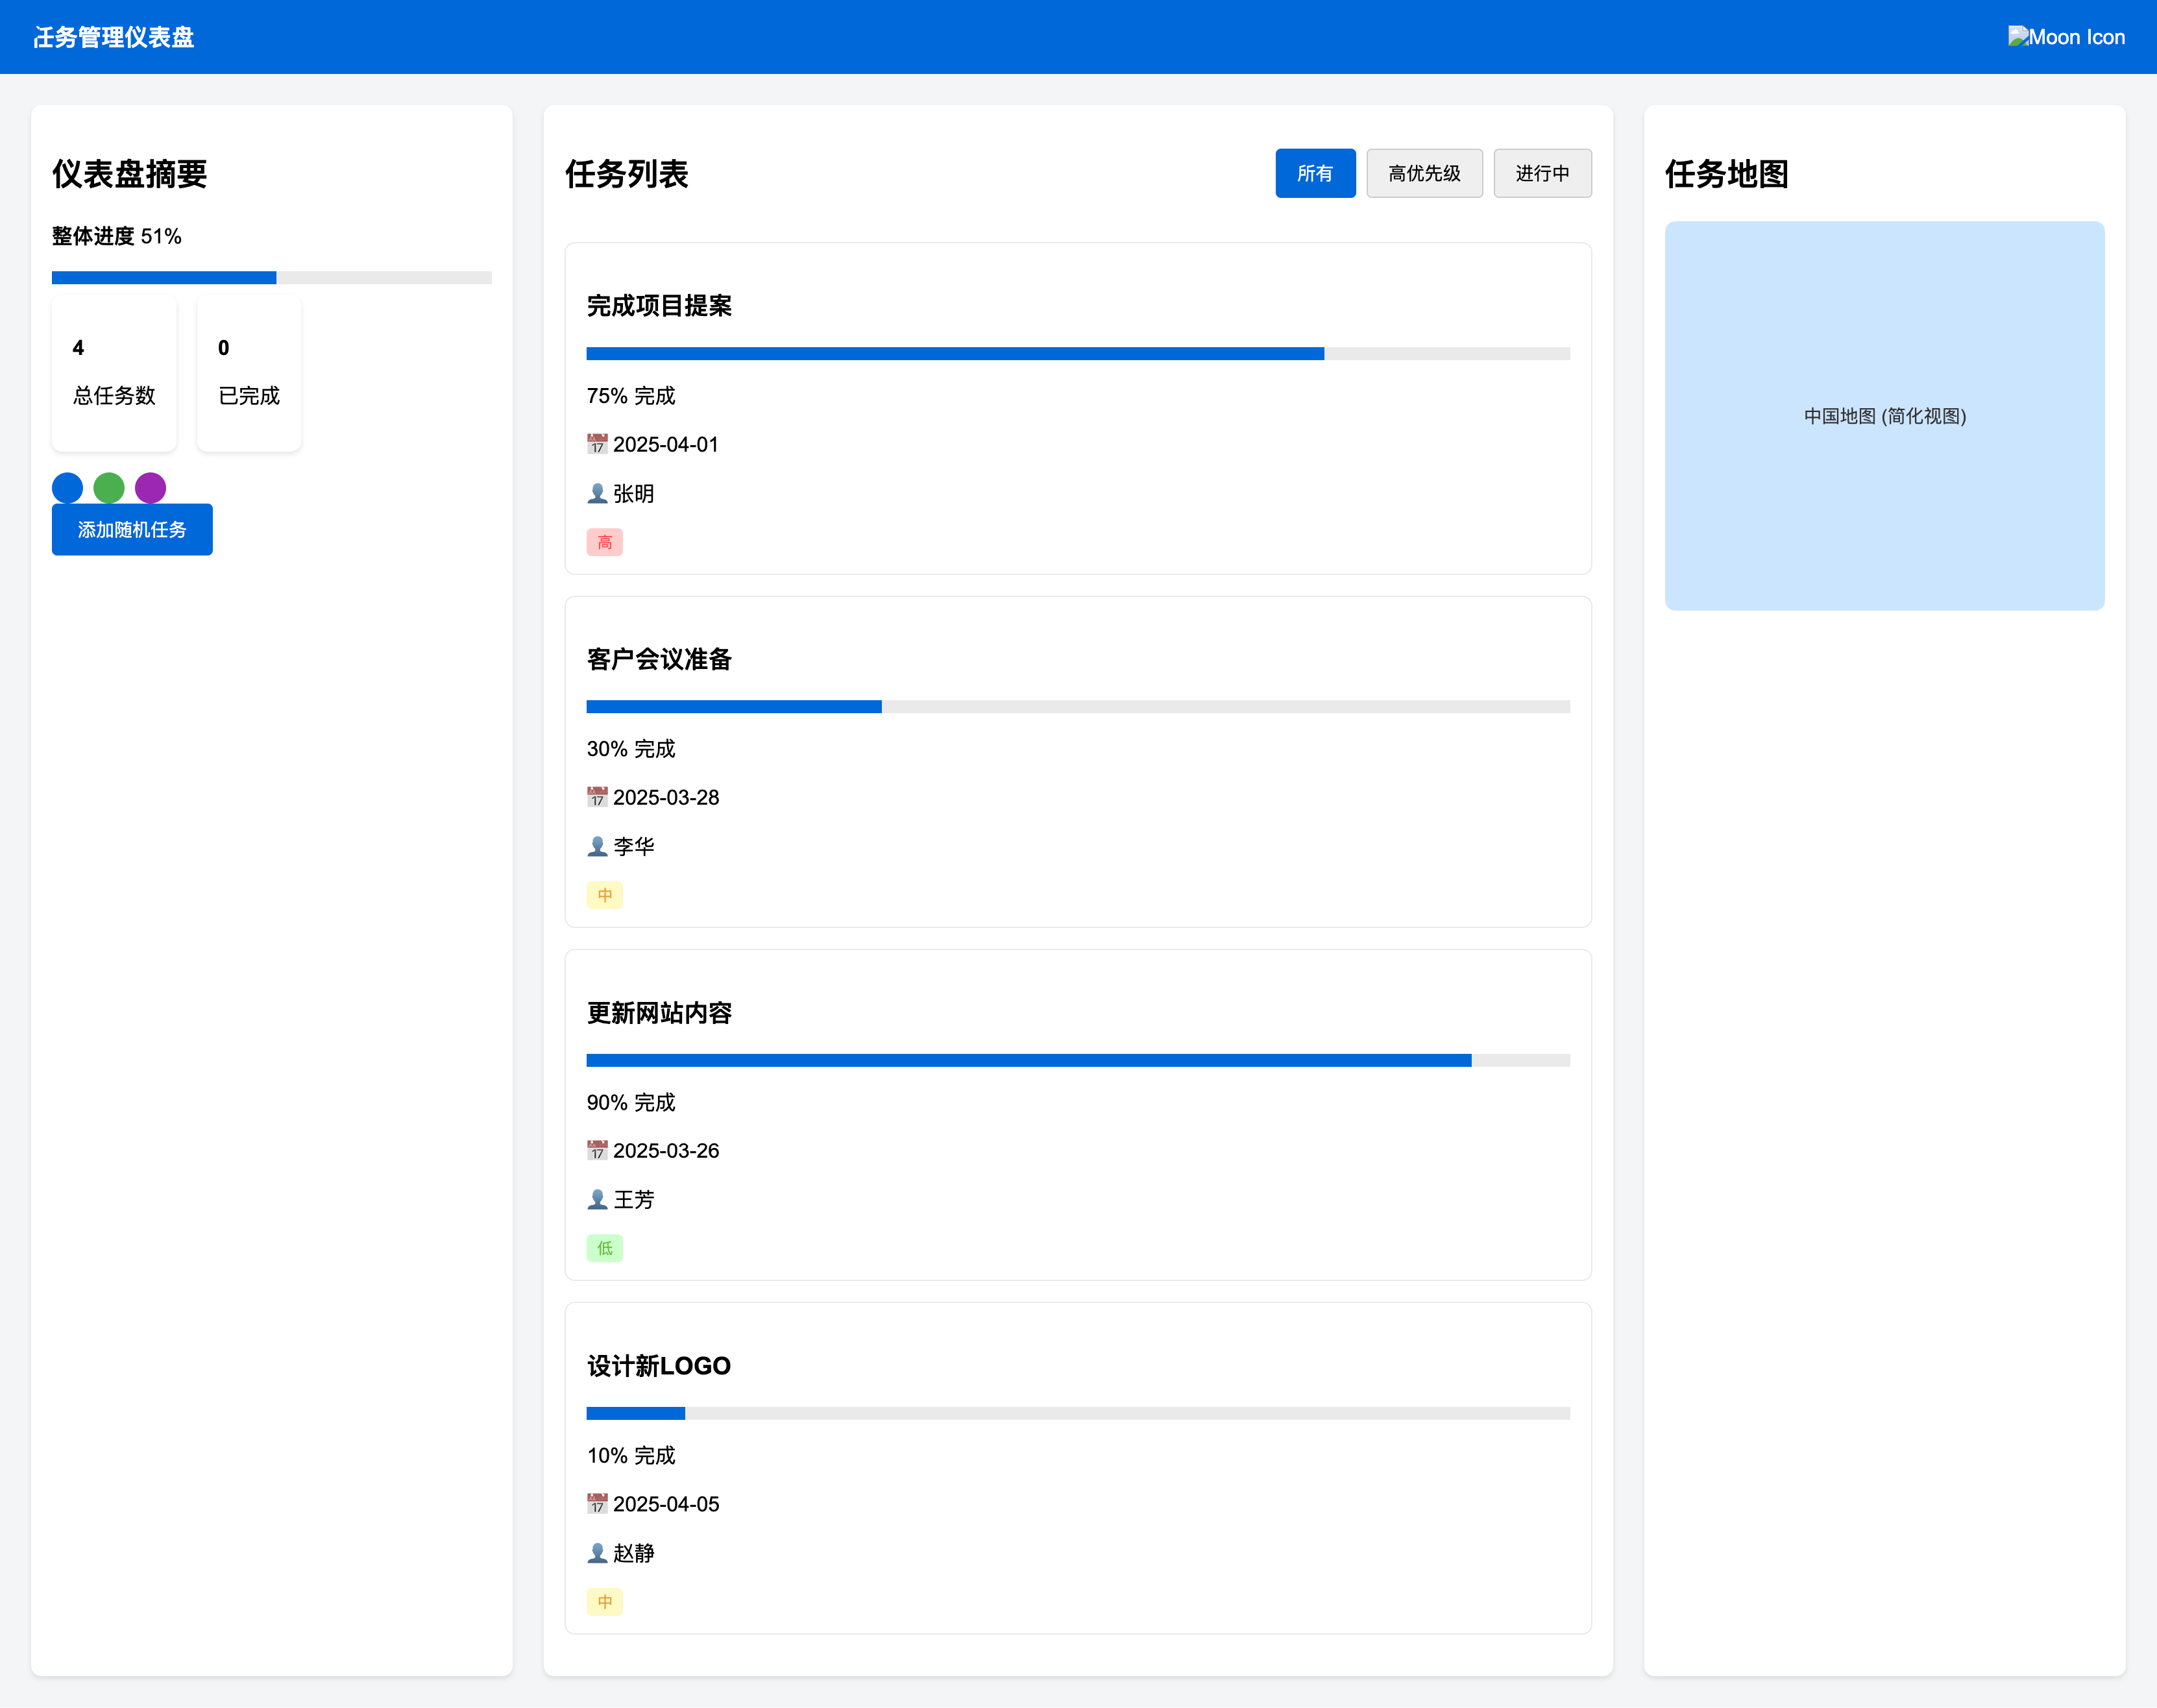 任务管理仪表盘
Moon Icon
仪表盘摘要
整体进度 51%
4
总任务数
0
已完成
添加随机任务
任务列表
所有
高优先级
进行中
完成项目提案
75% 完成
📅 2025-04-01
👤 张明
高
客户会议准备
30% 完成
📅 2025-03-28
👤 李华
中
更新网站内容
90% 完成
📅 2025-03-26
👤 王芳
低
设计新LOGO
10% 完成
📅 2025-04-05
👤 赵静
中
任务地图
中国地图 (简化视图)